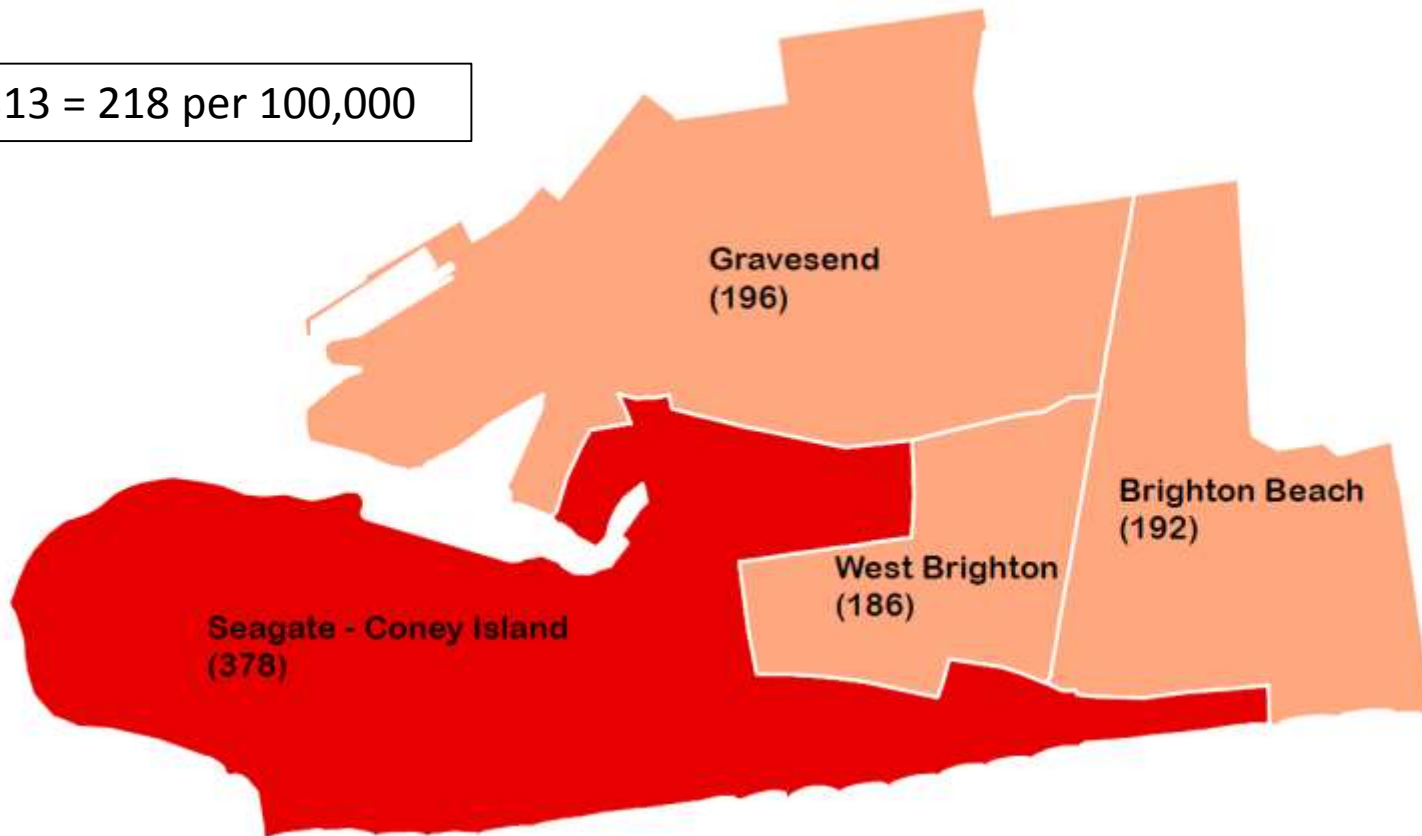 13 = 218 per 100,000
Gravesend
(196)
Brighton Beach
(192)
West Brighton
(186)
Seagate - Coney Island
(378)